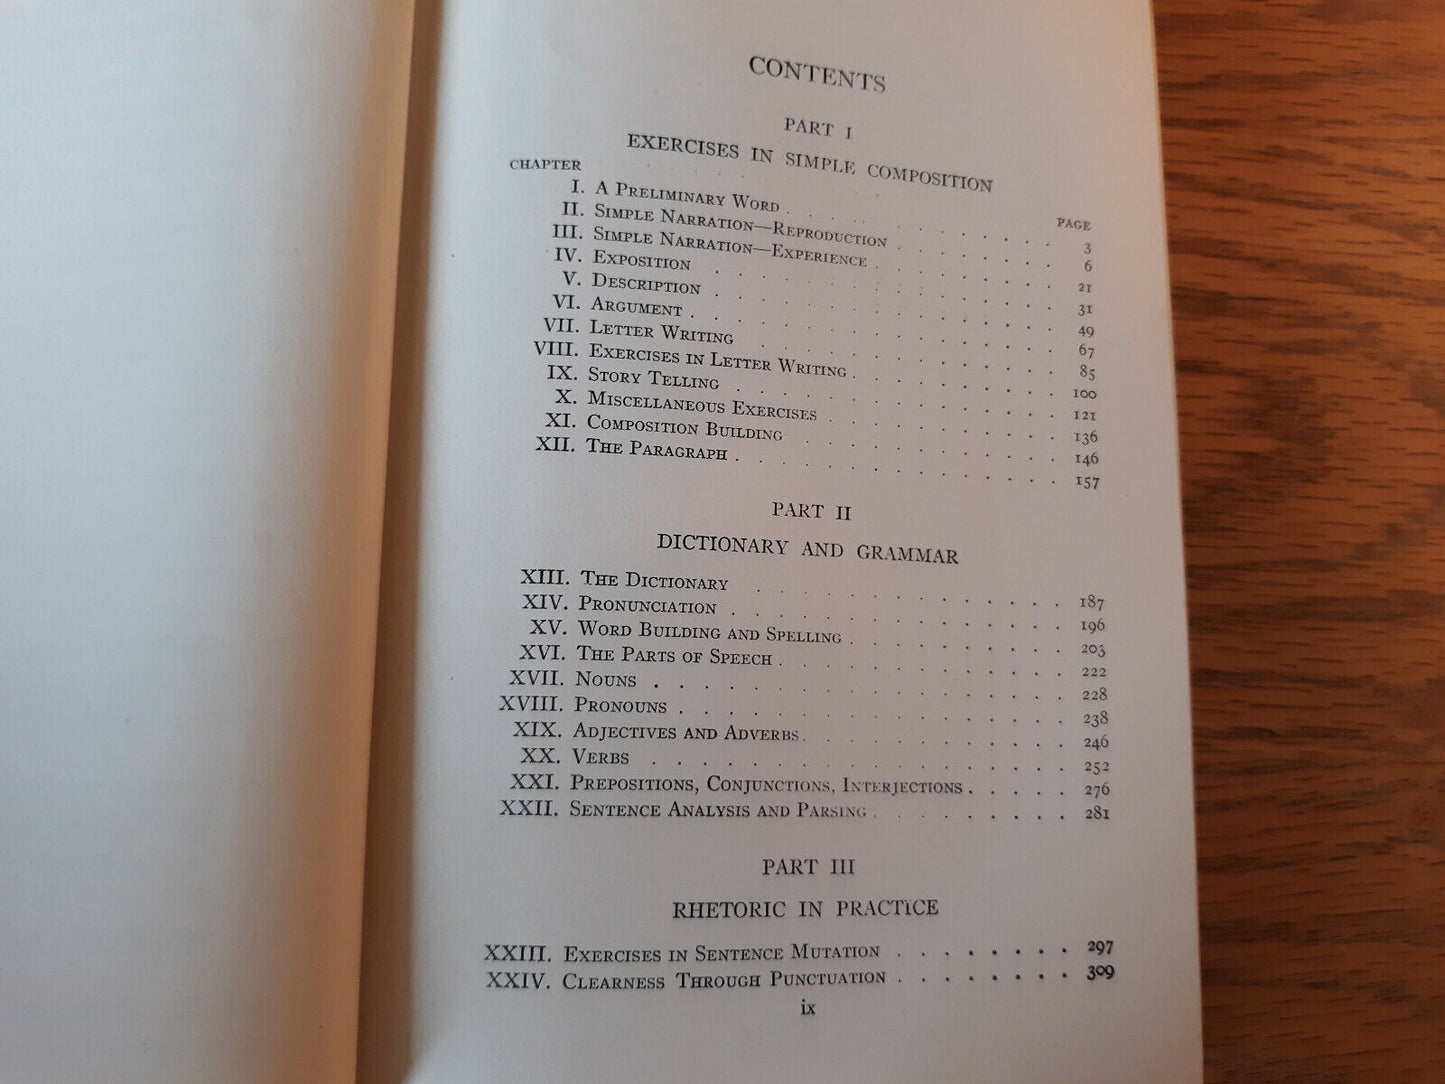 CONTENTS
PART I
EXERCISES IN SIMPLE COMPOSITION
CHAPTER PAGE
I. A Preliminary Word . . . . . . . . . . . 3
II. Simple Narration—Reproduction . . . . . . . . 6
III. Simple Narration—Experience . . . . . . . . 21
IV. Exposition . . . . . . . . . . . . . . . 31
V. Description . . . . . . . . . . . . . . . 49
VI. Argument . . . . . . . . . . . . . . . . 67
VII. Letter Writing . . . . . . . . . . . . . 85
VIII. Exercises in Letter Writing . . . . . . . . . 100
IX. Story Telling . . . . . . . . . . . . . . 121
X. Miscellaneous Exercises . . . . . . . . . . 136
XI. Composition Building . . . . . . . . . . . 146
XII. The Paragraph . . . . . . . . . . . . . . 157
PART II
DICTIONARY AND GRAMMAR
XIII. The Dictionary . . . . . . . . . . . . . . 187
XIV. Pronunciation . . . . . . . . . . . . . . . 196
XV. Word Building and Spelling . . . . . . . . . . 203
XVI. The Parts of Speech . . . . . . . . . . . . . 222
XVII. Nouns . . . . . . . . . . . . . . . . . . 228
XVIII. Pronouns . . . . . . . . . . . . . . . . . 238
XIX. Adjectives and Adverbs . . . . . . . . . . . . 246
XX. Verbs . . . . . . . . . . . . . . . . . . 252
XXI. Prepositions, Conjunctions, Interjections . . . . . 276
XXII. Sentence Analysis and Parsing . . . . . . . . . 281
PART III
RHETORIC IN PRACTICE
XXIII. Exercises in Sentence Mutation . . . . . . . . 297
XXIV. Clearness Through Punctuation . . . . . . . . 309
ix